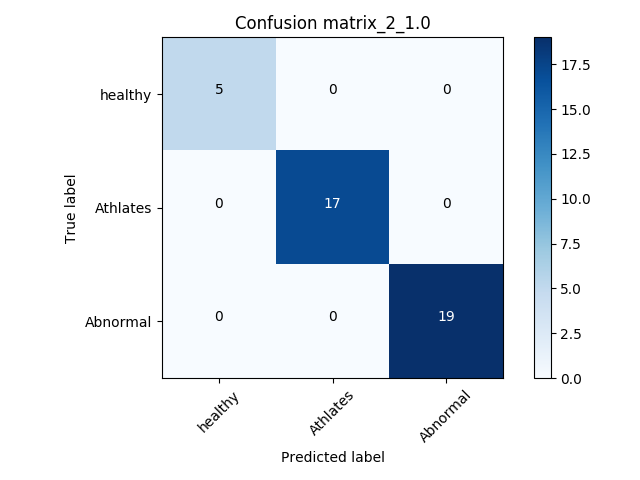 Confusion matrix_2_1.0
True label
healthy
5 0 0
Athlates
0 17 0
Abnormal
0 0 19
healthy Athlates Abnormal
Predicted label
17.5
15.0
12.5
10.0
7.5
5.0
2.5
0.0